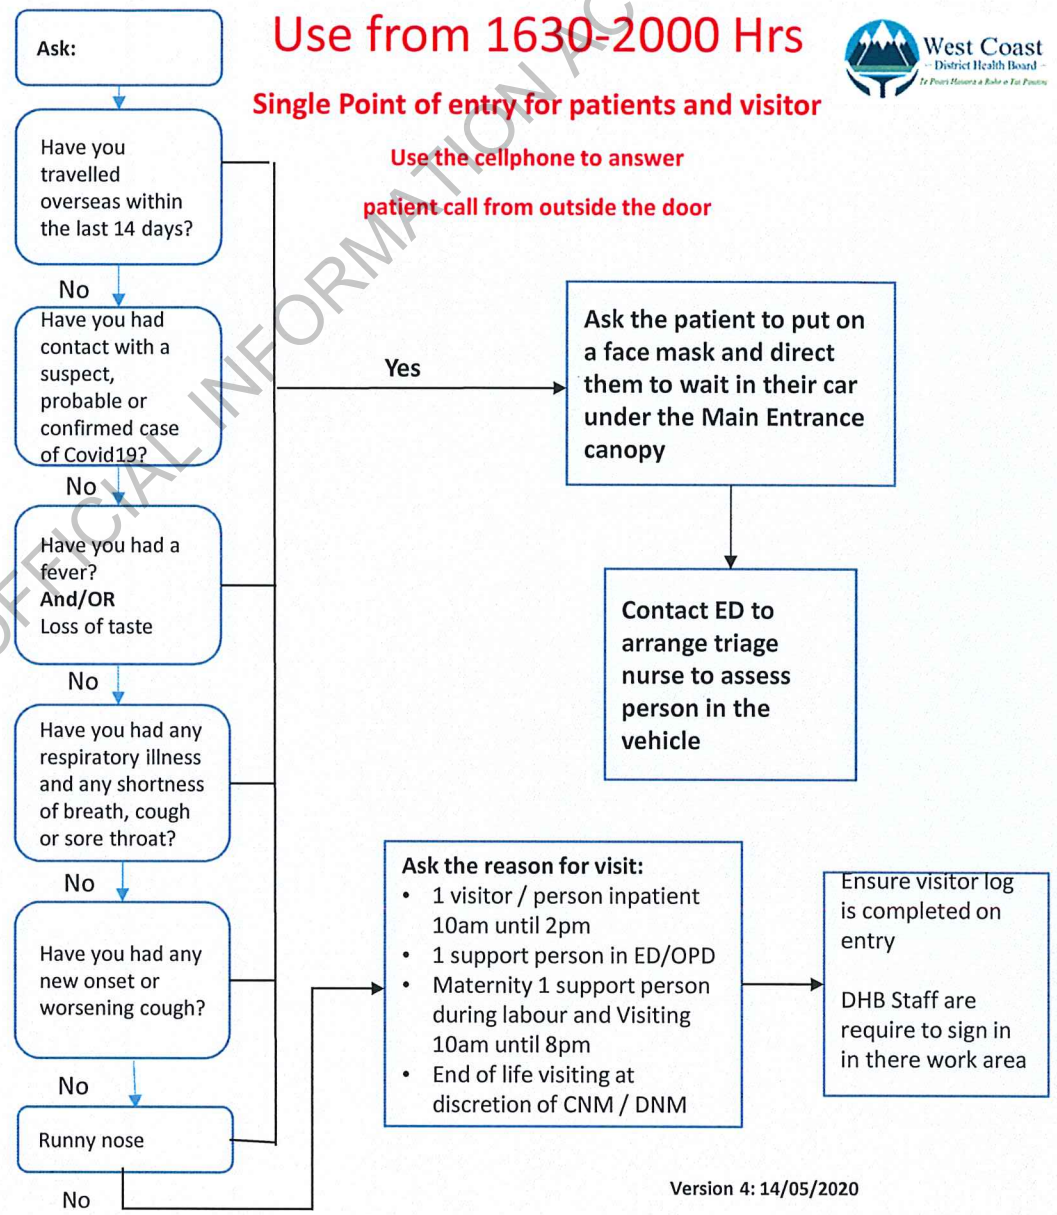 Use from 1630-2000 Hrs
West Coast
District Health Board
Te Poari Hauora a Rohe o Tai Poutini
Single Point of entry for patients and visitor
Use the cellphone to answer
patient call from outside the door
Ask:
Have you
travelled
overseas within
the last 14 days?
No
Have you had
contact with a
suspect,
probable or
confirmed case
of Covid19?
No
Have you had a
fever?
And/OR
Loss of taste
No
Have you had any
respiratory illness
and any shortness
of breath, cough
or sore throat?
No
Have you had any
new onset or
worsening cough?
No
Runny nose
No
Yes
Ask the patient to put on
a face mask and direct
them to wait in their car
under the Main Entrance
canopy
Contact ED to
arrange triage
nurse to assess
person in the
vehicle
Ask the reason for visit:
• 1 visitor / person inpatient
10am until 2pm
• 1 support person in ED/OPD
• Maternity 1 support person
during labour and Visiting
10am until 8pm
• End of life visiting at
discretion of CNM / DNM
Ensure visitor log
is completed on
entry
DHB Staff are
require to sign in
in there work area
Version 4: 14/05/2020
OFFICIAL INFORMATION AC